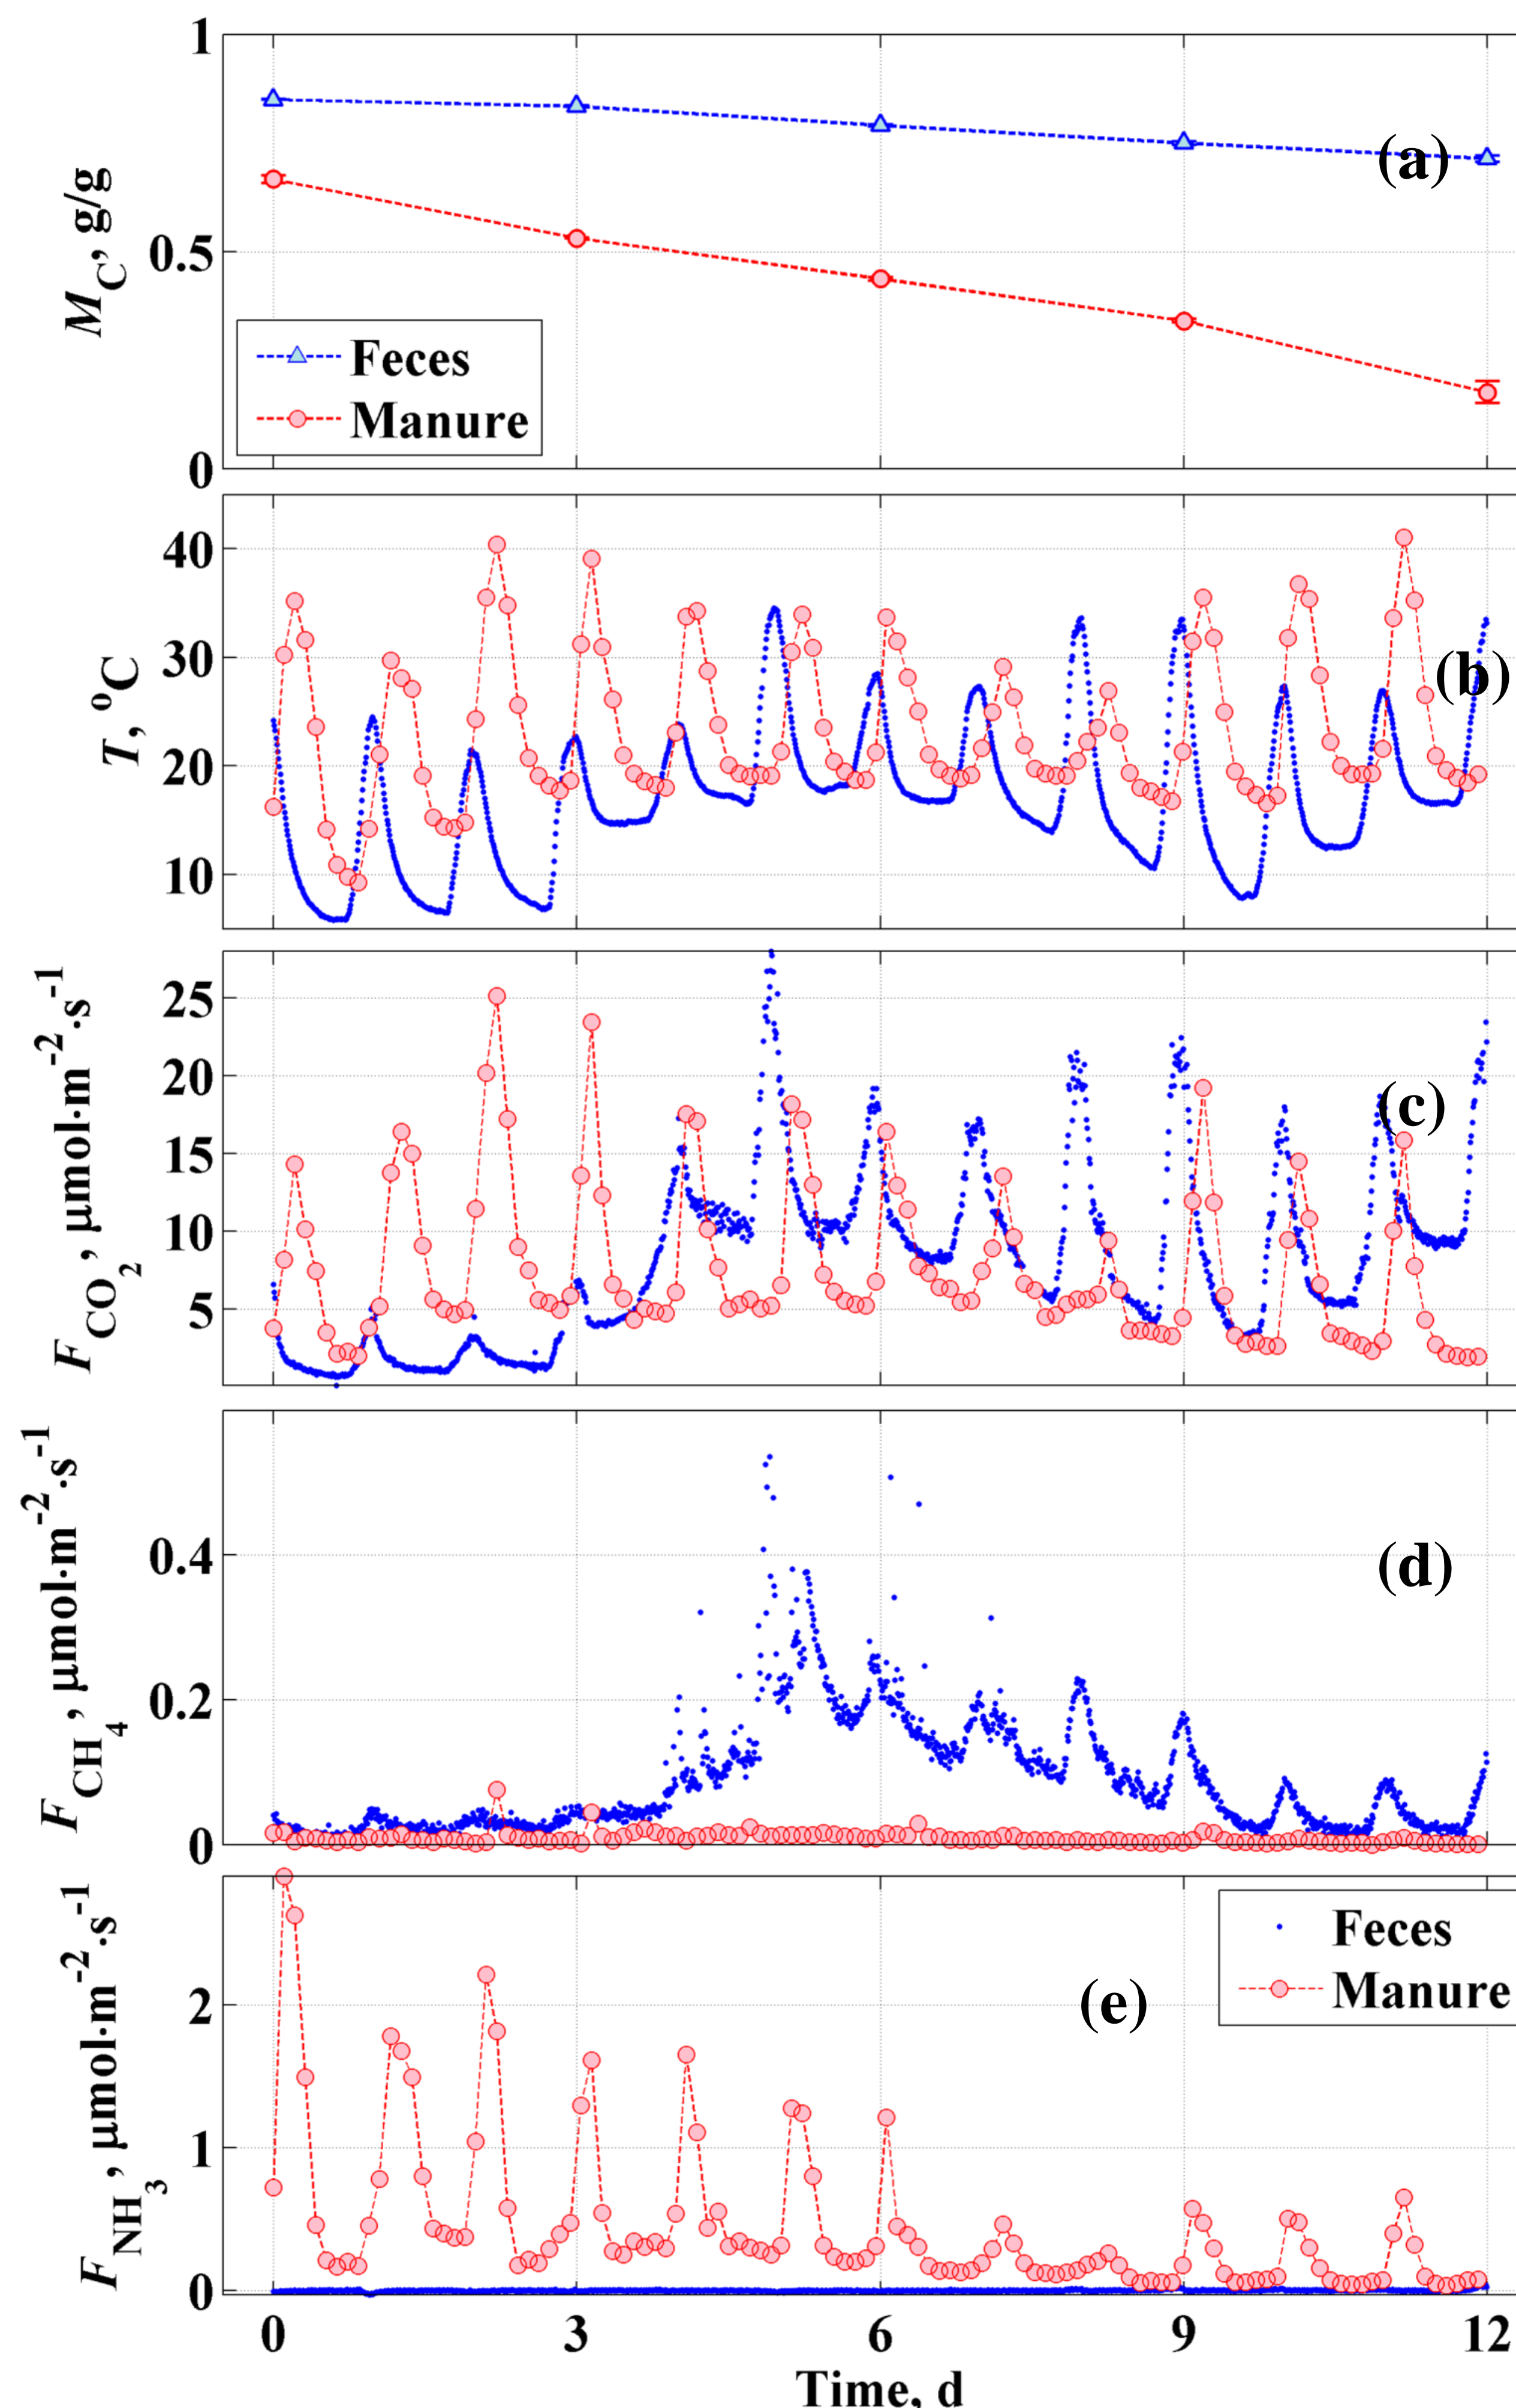 1
0.5
0
M_C, g/g
(a)
Feces
Manure
40
30
20
10
T, °C
(b)
25
20
15
10
5
F_CO2, μmol·m⁻²·s⁻¹
(c)
0.4
0.2
0
F_CH4, μmol·m⁻²·s⁻¹
(d)
2
1
0
F_NH3, μmol·m⁻²·s⁻¹
(e)
Feces
Manure
0 3 6 9 12
Time, d